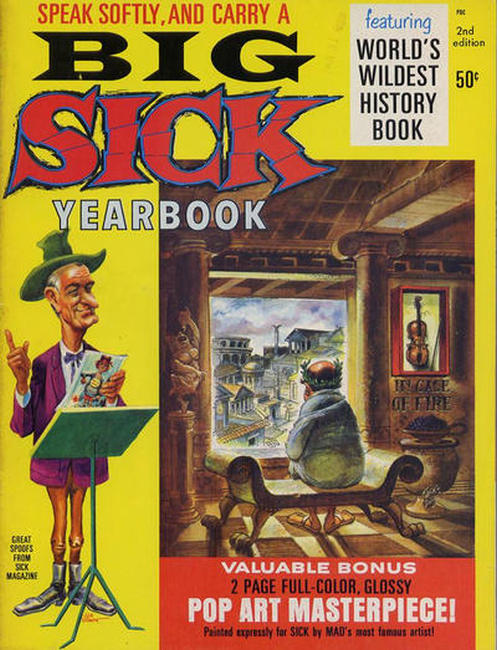 SPEAK SOFTLY, AND CARRY A
BIG
SICK
YEARBOOK
featuring
WORLD'S
WILDEST
HISTORY
BOOK
PDC
2nd
edition
50¢
IN CASE
OF FIRE
GREAT
SPOOFS
FROM
SICK
MAGAZINE
VALUABLE BONUS
2 PAGE FULL-COLOR, GLOSSY
POP ART MASTERPIECE!
Painted expressly for SICK by MAD's most famous artist!